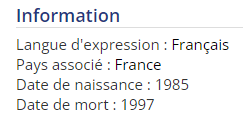 Information
Langue d'expression : Français
Pays associé : France
Date de naissance : 1985
Date de mort : 1997